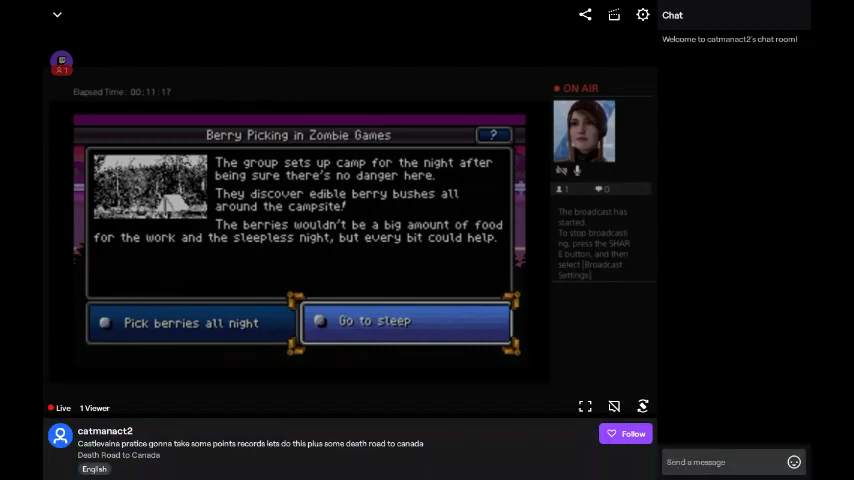 Chat
Welcome to catmanact2's chat room!
1
Elapsed Time : 00:11:17
ON AIR
Berry Picking in Zombie Games
?
The group sets up camp for the night after
being sure there's no danger here.
They discover edible berry bushes all
around the campsite!
The berries wouldn't be a big amount of food
for the work and the sleepless night, but every bit could help.
Pick berries all night
Go to sleep
1
0
The broadcast has
started.
To stop broadcasti
ng, press the SHAR
E button, and then
select [Broadcast
Settings].
Live
1 Viewer
catmanact2
Castlevaina pratice gonna take some points records lets do this plus some death road to canada
Death Road to Canada
English
Follow
Send a message